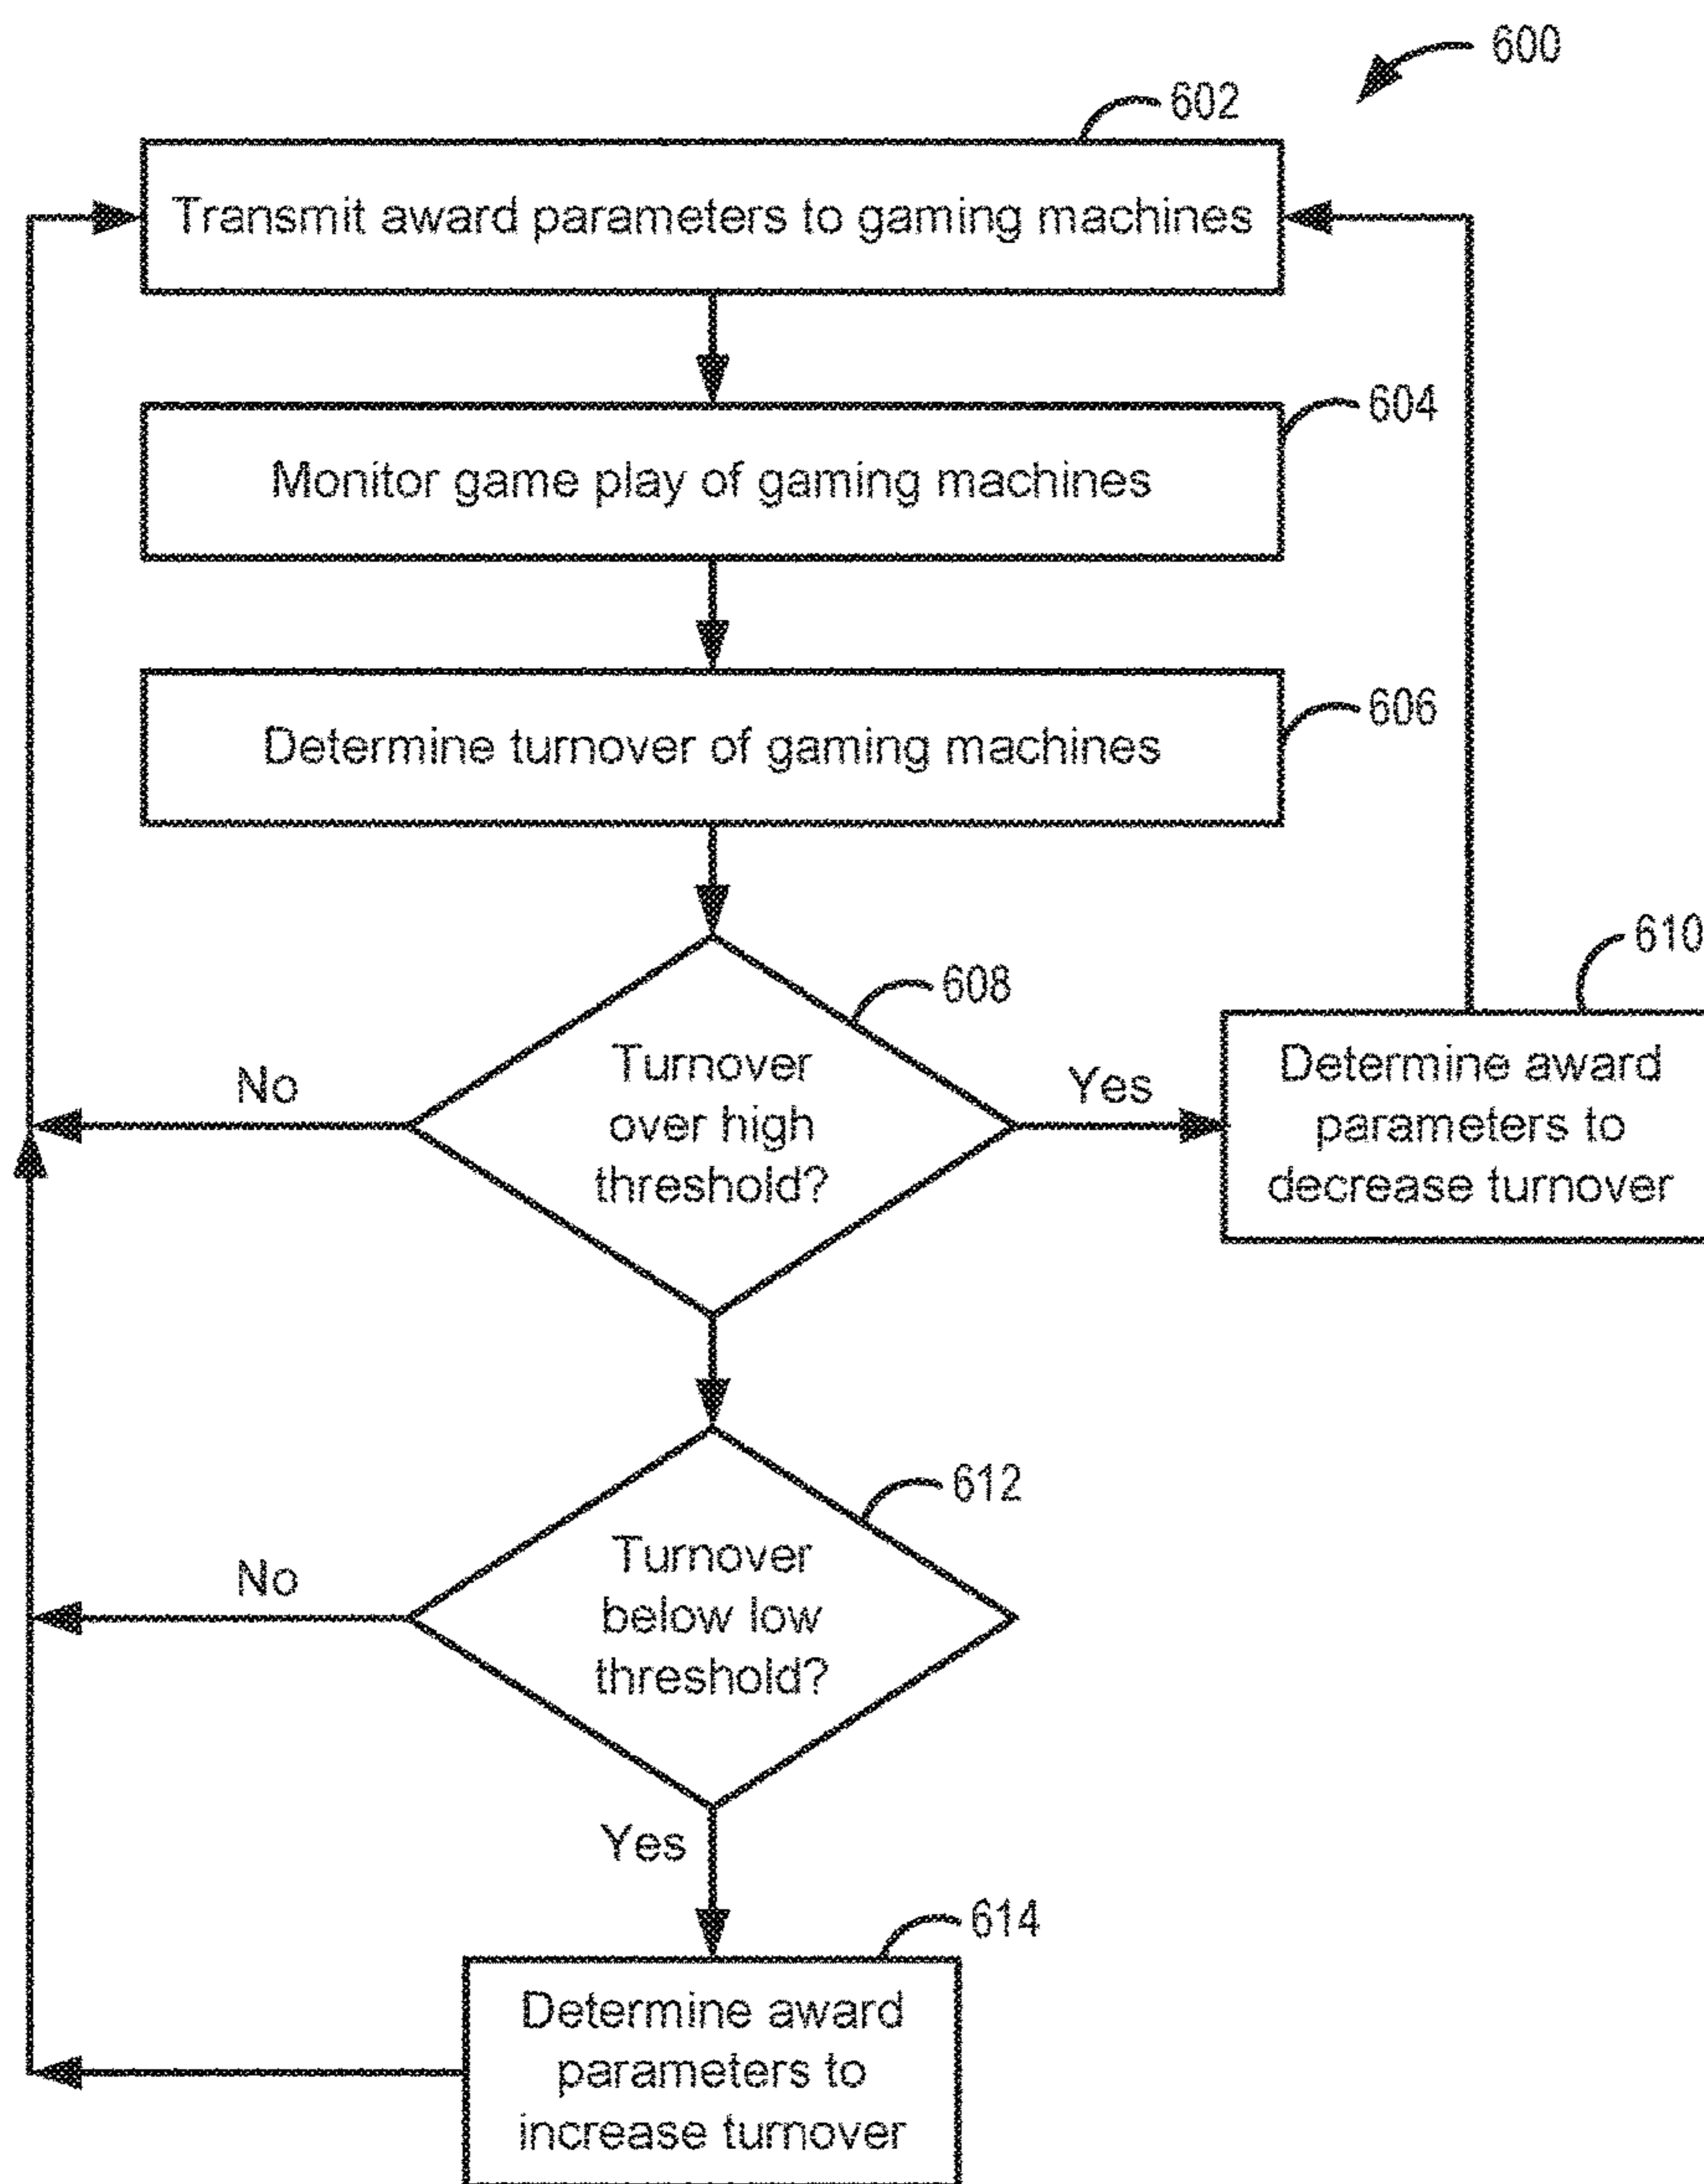 600
602
Transmit award parameters to gaming machines
604
Monitor game play of gaming machines
606
Determine turnover of gaming machines
608
610
Turnover
over high
threshold?
No
Yes
Determine award
parameters to
decrease turnover
612
Turnover
below low
threshold?
No
Yes
614
Determine award
parameters to
increase turnover